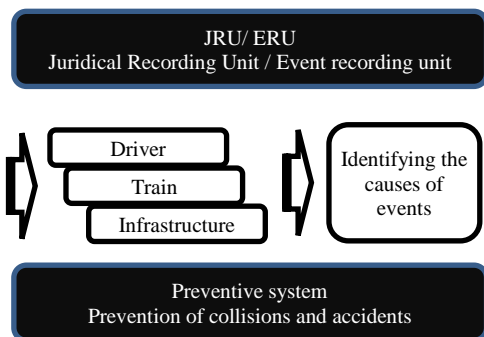 JRU/ ERU
Juridical Recording Unit / Event recording unit
Driver
Train
Infrastructure
Identifying the
causes of
events
Preventive system
Prevention of collisions and accidents